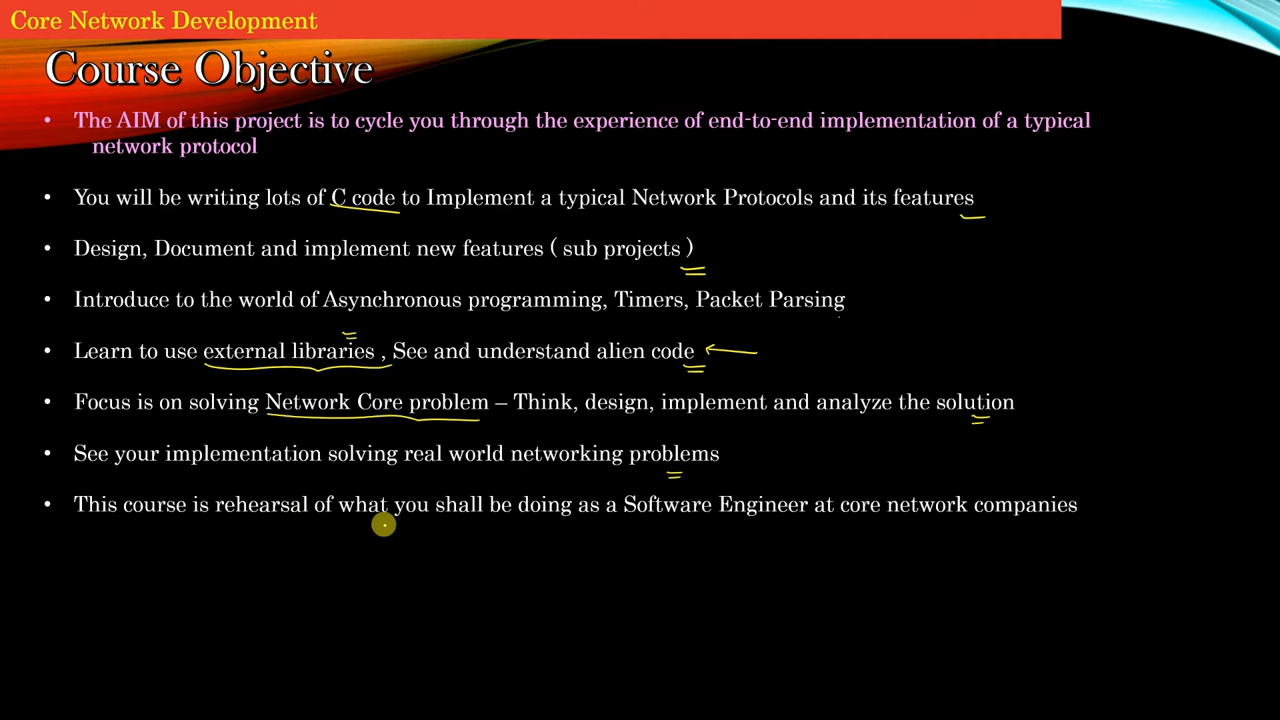 Core Network Development
Course Objective
• The AIM of this project is to cycle you through the experience of end-to-end implementation of a typical
network protocol
• You will be writing lots of C code to Implement a typical Network Protocols and its features
• Design, Document and implement new features ( sub projects )
• Introduce to the world of Asynchronous programming, Timers, Packet Parsing
• Learn to use external libraries , See and understand alien code
• Focus is on solving Network Core problem – Think, design, implement and analyze the solution
• See your implementation solving real world networking problems
• This course is rehearsal of what you shall be doing as a Software Engineer at core network companies